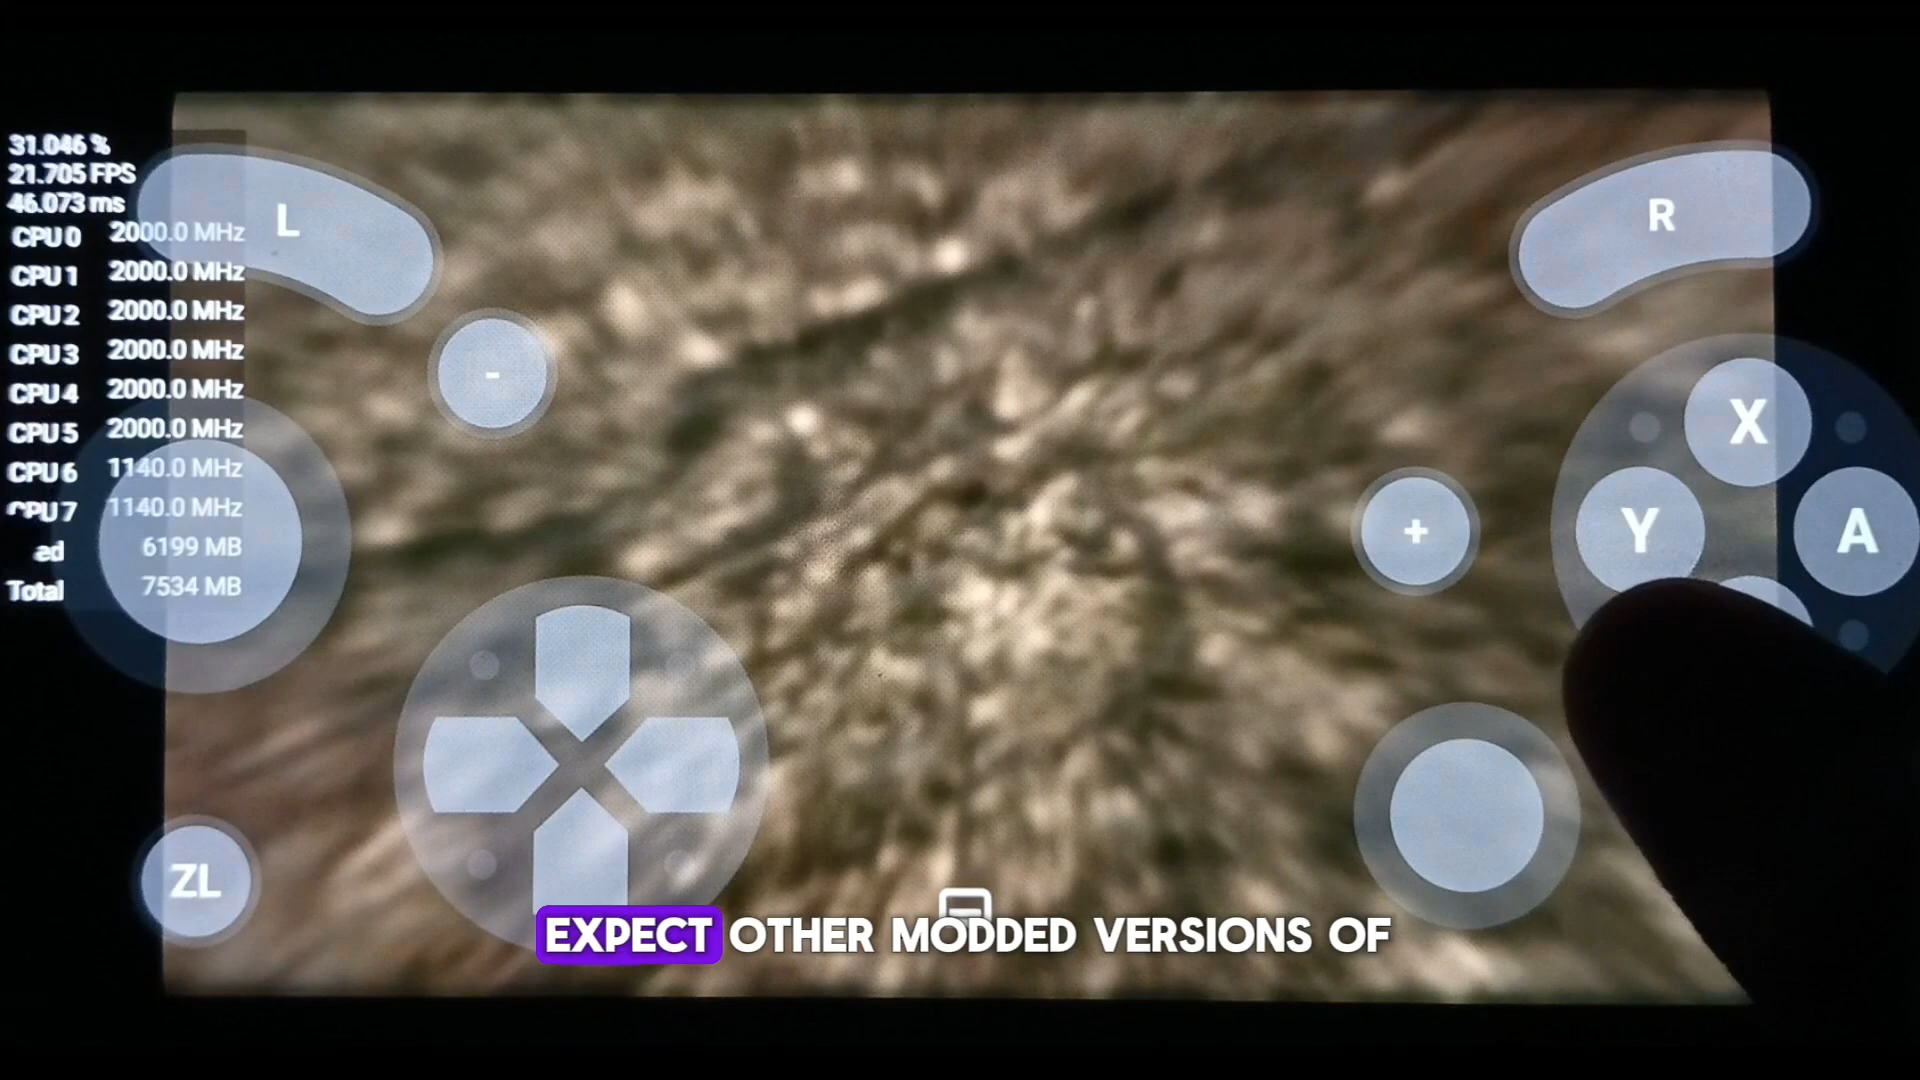 31.046 %
21.705 FPS
46.073 ms
CPU 0 2000.0 MHz
CPU 1 2000.0 MHz
CPU 2 2000.0 MHz
CPU 3 2000.0 MHz
CPU 4 2000.0 MHz
CPU 5 2000.0 MHz
CPU 6 1140.0 MHz
CPU 7 1140.0 MHz
6199 MB
Total 7534 MB
L
R
-
X
+
Y
A
ZL
EXPECT OTHER MODDED VERSIONS OF